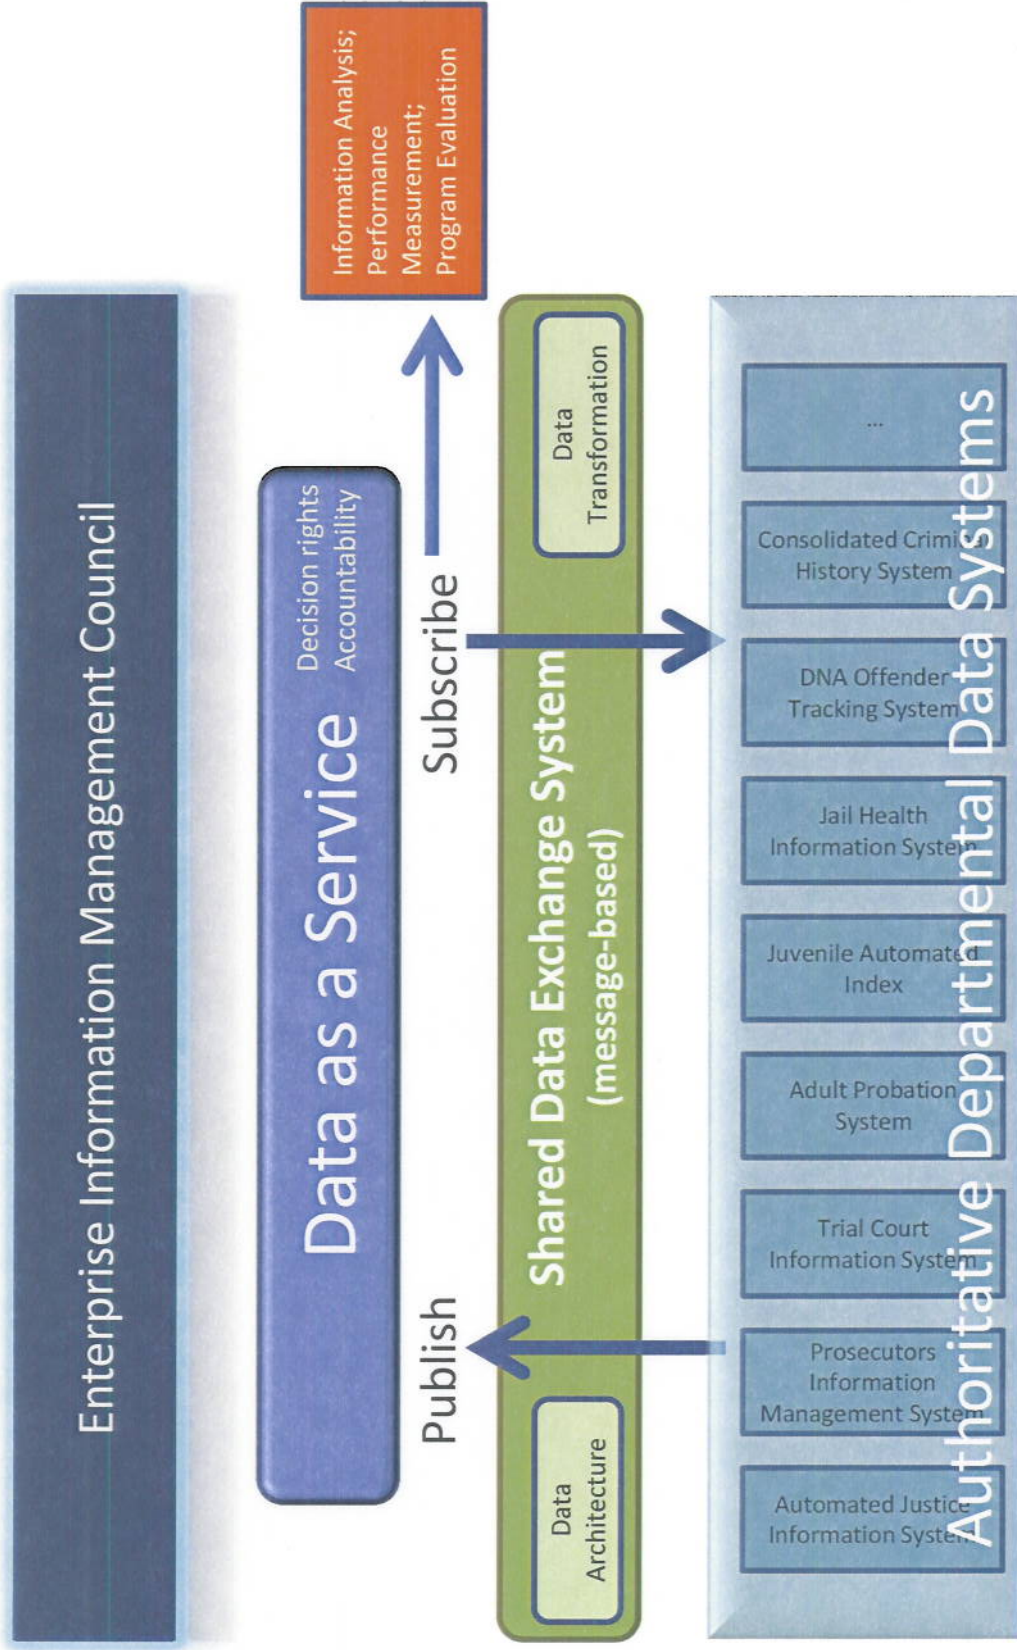 Enterprise Information Management Council
Data as a Service
Decision rights
Accountability
Information Analysis;
Performance
Measurement;
Program Evaluation
Publish
Subscribe
Data
Architecture
Shared Data Exchange System
(message-based)
Data
Transformation
Automated Justice
Information System
Prosecutors
Information
Management System
Trial Court
Information System
Adult Probation
System
Juvenile Automated
Index
Jail Health
Information System
DNA Offender
Tracking System
Consolidated Criminal
History System
...
Authoritative Departmental Data Systems